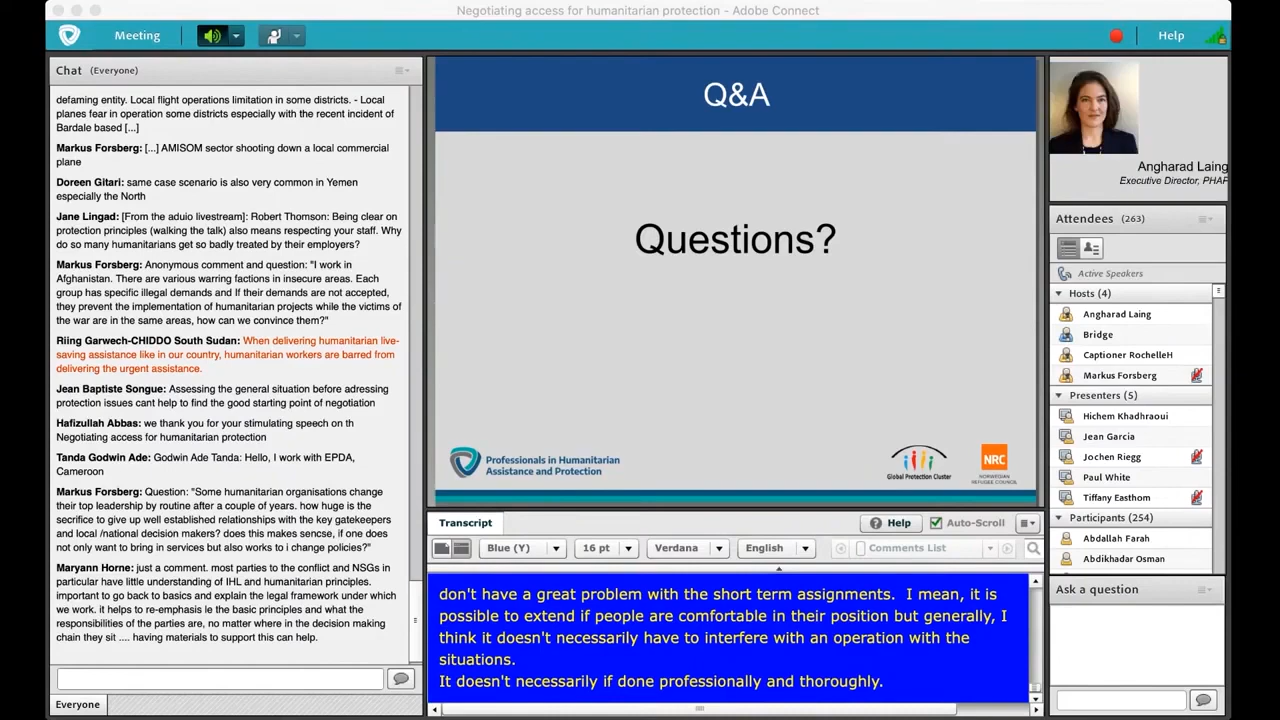 Negotiating access for humanitarian protection - Adobe Connect
Meeting
Help
Chat (Everyone)
defaming entity. Local flight operations limitation in some districts. - Local
planes fear in operation some districts especially with the recent incident of
Bardale based [...]
Markus Forsberg: [...] AMISOM sector shooting down a local commercial
plane
Doreen Gitari: same case scenario is also very common in Yemen
especially the North
Jane Lingad: [From the aduio livestream]: Robert Thomson: Being clear on
protection principles (walking the talk) also means respecting your staff. Why
do so many humanitarians get so badly treated by their employers?
Markus Forsberg: Anonymous comment and question: "I work in
Afghanistan. There are various warring factions in insecure areas. Each
group has specific illegal demands and If their demands are not accepted,
they prevent the implementation of humanitarian projects while the victims of
the war are in the same areas, how can we convince them?"
Riing Garwech-CHIDDO South Sudan: When delivering humanitarian live-
saving assistance like in our country, humanitarian workers are barred from
delivering the urgent assistance.
Jean Baptiste Songue: Assessing the general situation before adressing
protection issues cant help to find the good starting point of negotiation
Hafizullah Abbas: we thank you for your stimulating speech on th
Negotiating access for humanitarian protection
Tanda Godwin Ade: Godwin Ade Tanda: Hello, I work with EPDA,
Cameroon
Markus Forsberg: Question: "Some humanitarian organisations change
their top leadership by routine after a couple of years. how huge is the
secrifice to give up well established relationships with the key gatekeepers
and local /national decision makers? does this makes sencse, if one does
not only want to bring in services but also works to i change policies?"
Maryann Horne: just a comment. most parties to the conflict and NSGs in
particular have little understanding of IHL and humanitarian principles.
important to go back to basics and explain the legal framework under which
we work. it helps to re-emphasis ie the basic principles and what the
responsibilities of the parties are, no matter where in the decision making
chain they sit .... having materials to support this can help.
Everyone
Q&A
Questions?
Professionals in Humanitarian
Assistance and Protection
Global Protection Cluster
NRC
NORWEGIAN
REFUGEE COUNCIL
Transcript
Help
Auto-Scroll
Blue (Y)
16 pt
Verdana
English
Comments List
don't have a great problem with the short term assignments. I mean, it is
possible to extend if people are comfortable in their position but generally, I
think it doesn't necessarily have to interfere with an operation with the
situations.
It doesn't necessarily if done professionally and thoroughly.
Angharad Laing
Executive Director, PHAP
Attendees (263)
Active Speakers
Hosts (4)
Angharad Laing
Bridge
Captioner RochelleH
Markus Forsberg
Presenters (5)
Hichem Khadhraoui
Jean Garcia
Jochen Riegg
Paul White
Tiffany Easthom
Participants (254)
Abdallah Farah
Abdikhadar Osman
Ask a question